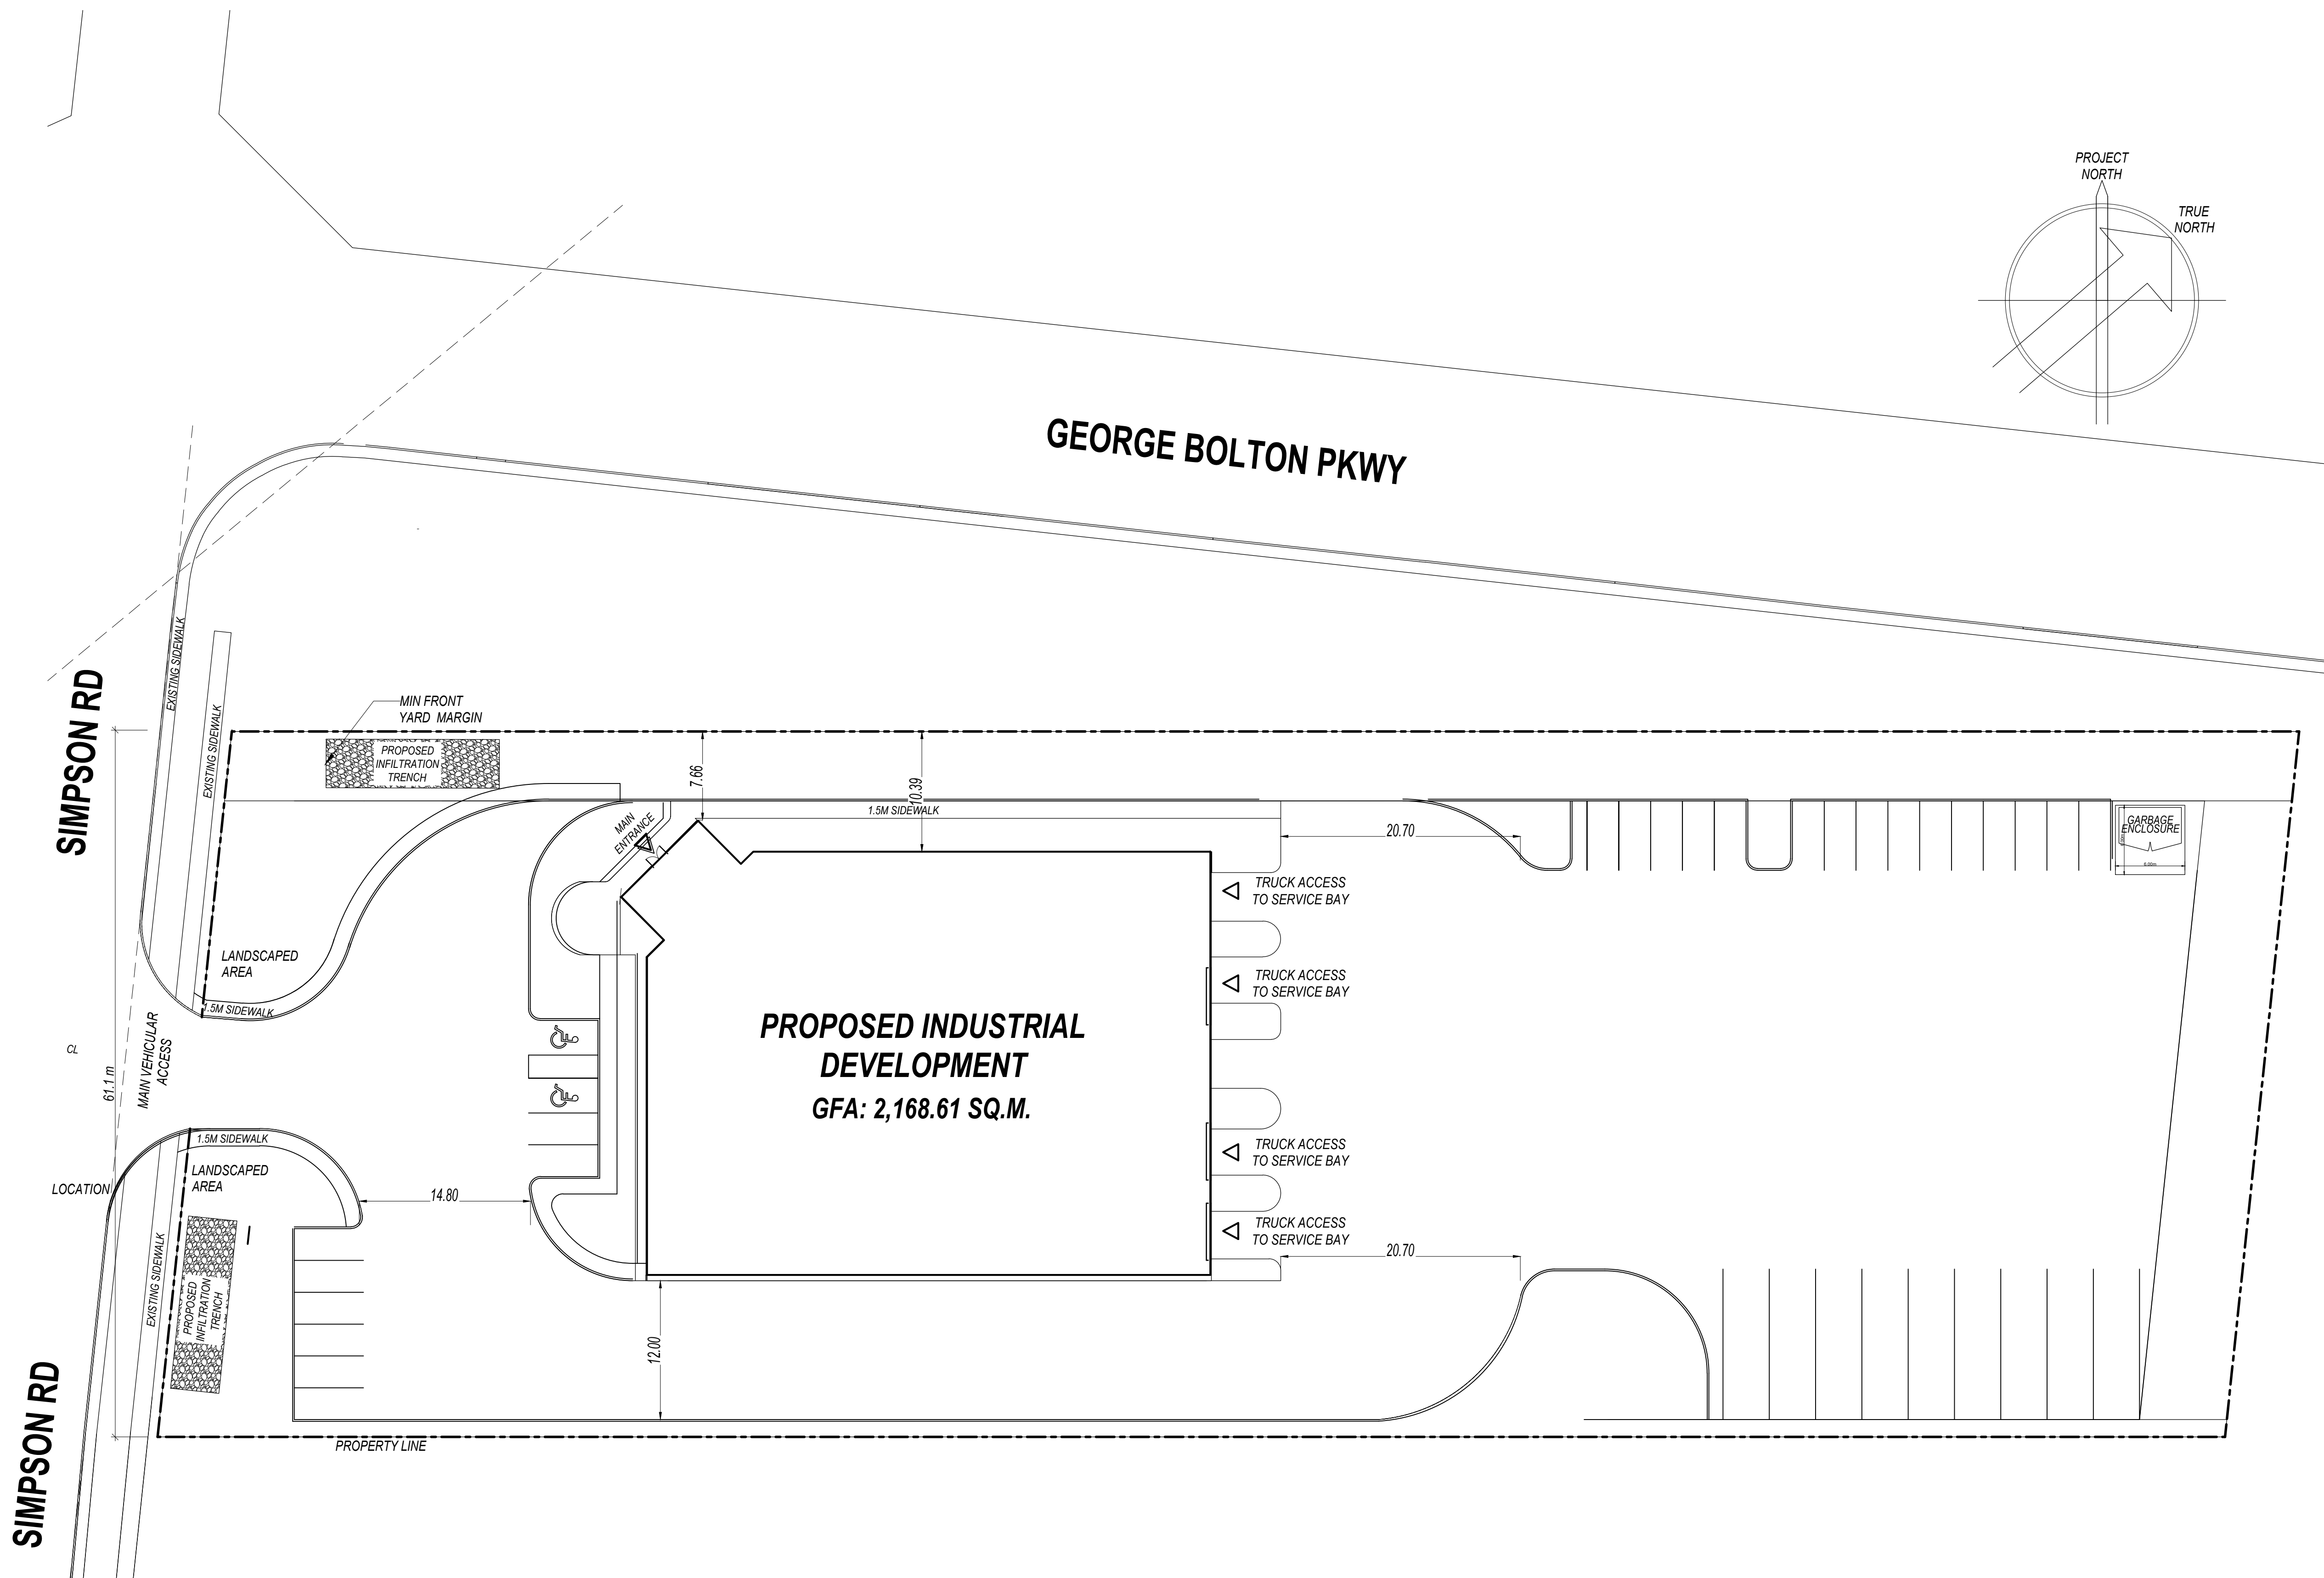 PROJECT
NORTH
TRUE
NORTH
GEORGE BOLTON PKWY
SIMPSON RD
EXISTING SIDEWALK
EXISTING SIDEWALK
MIN FRONT
YARD MARGIN
PROPOSED
INFILTRATION
TRENCH
7.66
10.39
1.5M SIDEWALK
MAIN
ENTRANCE
20.70
GARBAGE
ENCLOSURE
6.00m
TRUCK ACCESS
TO SERVICE BAY
LANDSCAPED
AREA
TRUCK ACCESS
TO SERVICE BAY
1.5M SIDEWALK
PROPOSED INDUSTRIAL
DEVELOPMENT
GFA: 2,168.61 SQ.M.
CL
61.1 m
MAIN VEHICULAR
ACCESS
1.5M SIDEWALK
TRUCK ACCESS
TO SERVICE BAY
LANDSCAPED
AREA
LOCATION
14.80
TRUCK ACCESS
TO SERVICE BAY
20.70
EXISTING SIDEWALK
PROPOSED
INFILTRATION
TRENCH
12.00
SIMPSON RD
PROPERTY LINE